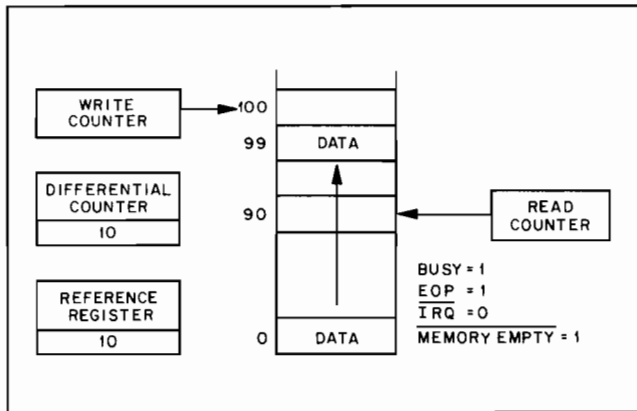 WRITE
COUNTER
100
99
DATA
DIFFERENTIAL
COUNTER
10
90
READ
COUNTER
REFERENCE
REGISTER
10
0
DATA
BUSY = 1
EOP = 1
IRQ = 0
MEMORY EMPTY = 1